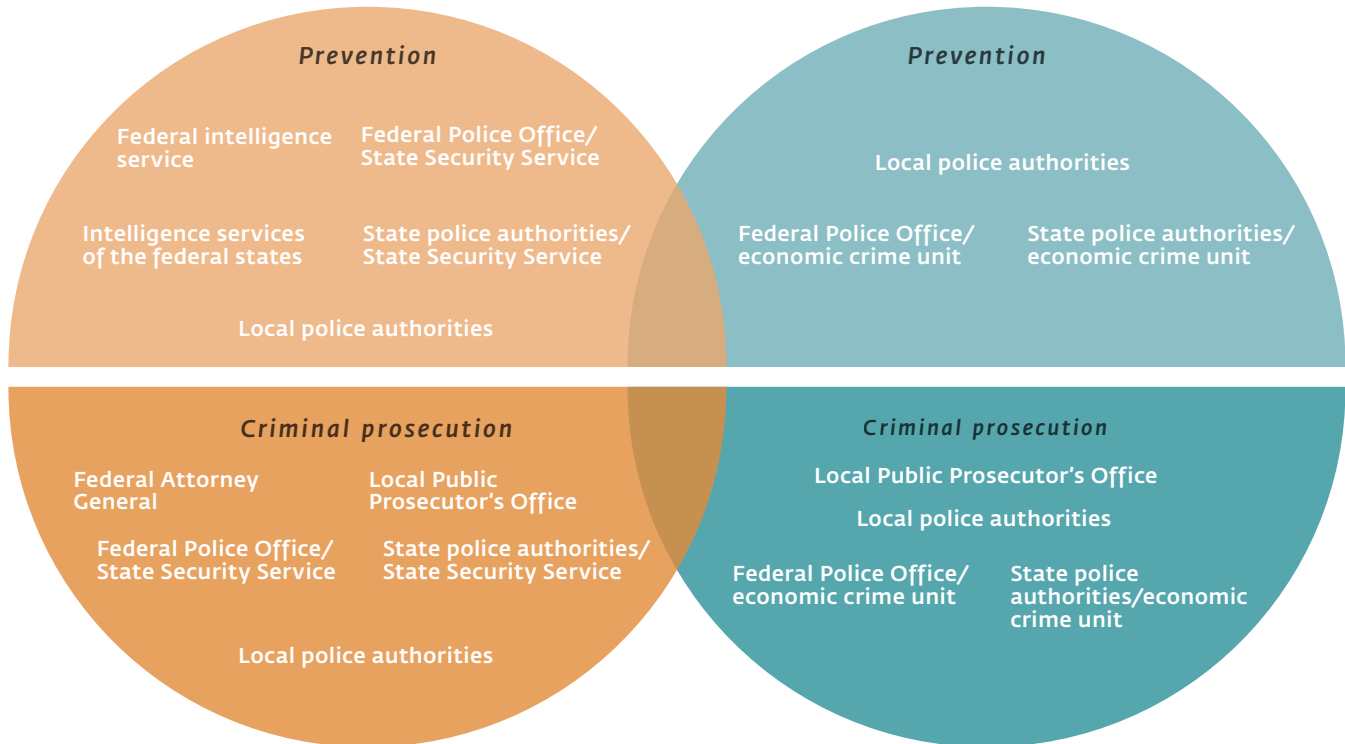 Prevention
Federal intelligence
service
Federal Police Office/
State Security Service
Intelligence services
of the federal states
State police authorities/
State Security Service
Local police authorities
Prevention
Local police authorities
Federal Police Office/
economic crime unit
State police authorities/
economic crime unit
Criminal prosecution
Federal Attorney
General
Local Public
Prosecutor’s Office
Federal Police Office/
State Security Service
State police authorities/
State Security Service
Local police authorities
Criminal prosecution
Local Public Prosecutor’s Office
Local police authorities
Federal Police Office/
economic crime unit
State police
authorities/economic
crime unit